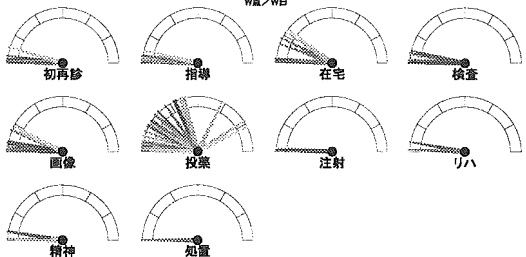 初再診 指導 在宅 検査
画像 投薬 注射 リハ
精神 処置